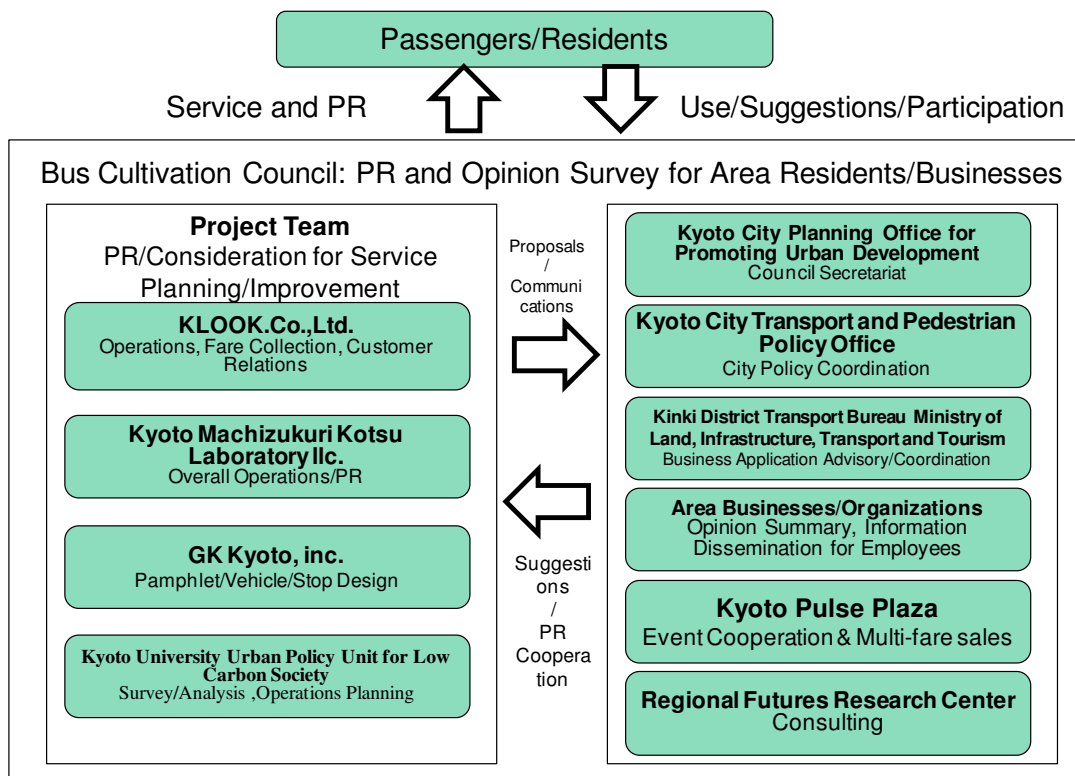 Passengers/Residents
Service and PR
Use/Suggestions/Participation
Bus Cultivation Council: PR and Opinion Survey for Area Residents/Businesses
Project Team
PR/Consideration for Service
Planning/Improvement
KLOOK.Co.,Ltd.
Operations, Fare Collection, Customer
Relations
Kyoto Machizukuri Kotsu
Laboratory llc.
Overall Operations/PR
GK Kyoto, inc.
Pamphlet/Vehicle/Stop Design
Kyoto University Urban Policy Unit for Low
Carbon Society
Survey/Analysis ,Operations Planning
Proposals
/
Communi
cations
Suggesti
ons
/
PR
Coopera
tion
Kyoto City Planning Office for
Promoting Urban Development
Council Secretariat
Kyoto City Transport and Pedestrian
Policy Office
City Policy Coordination
Kinki District Transport Bureau Ministry of
Land, Infrastructure, Transport and Tourism
Business Application Advisory/Coordination
Area Businesses/Organizations
Opinion Summary, Information
Dissemination for Employees
Kyoto Pulse Plaza
Event Cooperation & Multi-fare sales
Regional Futures Research Center
Consulting